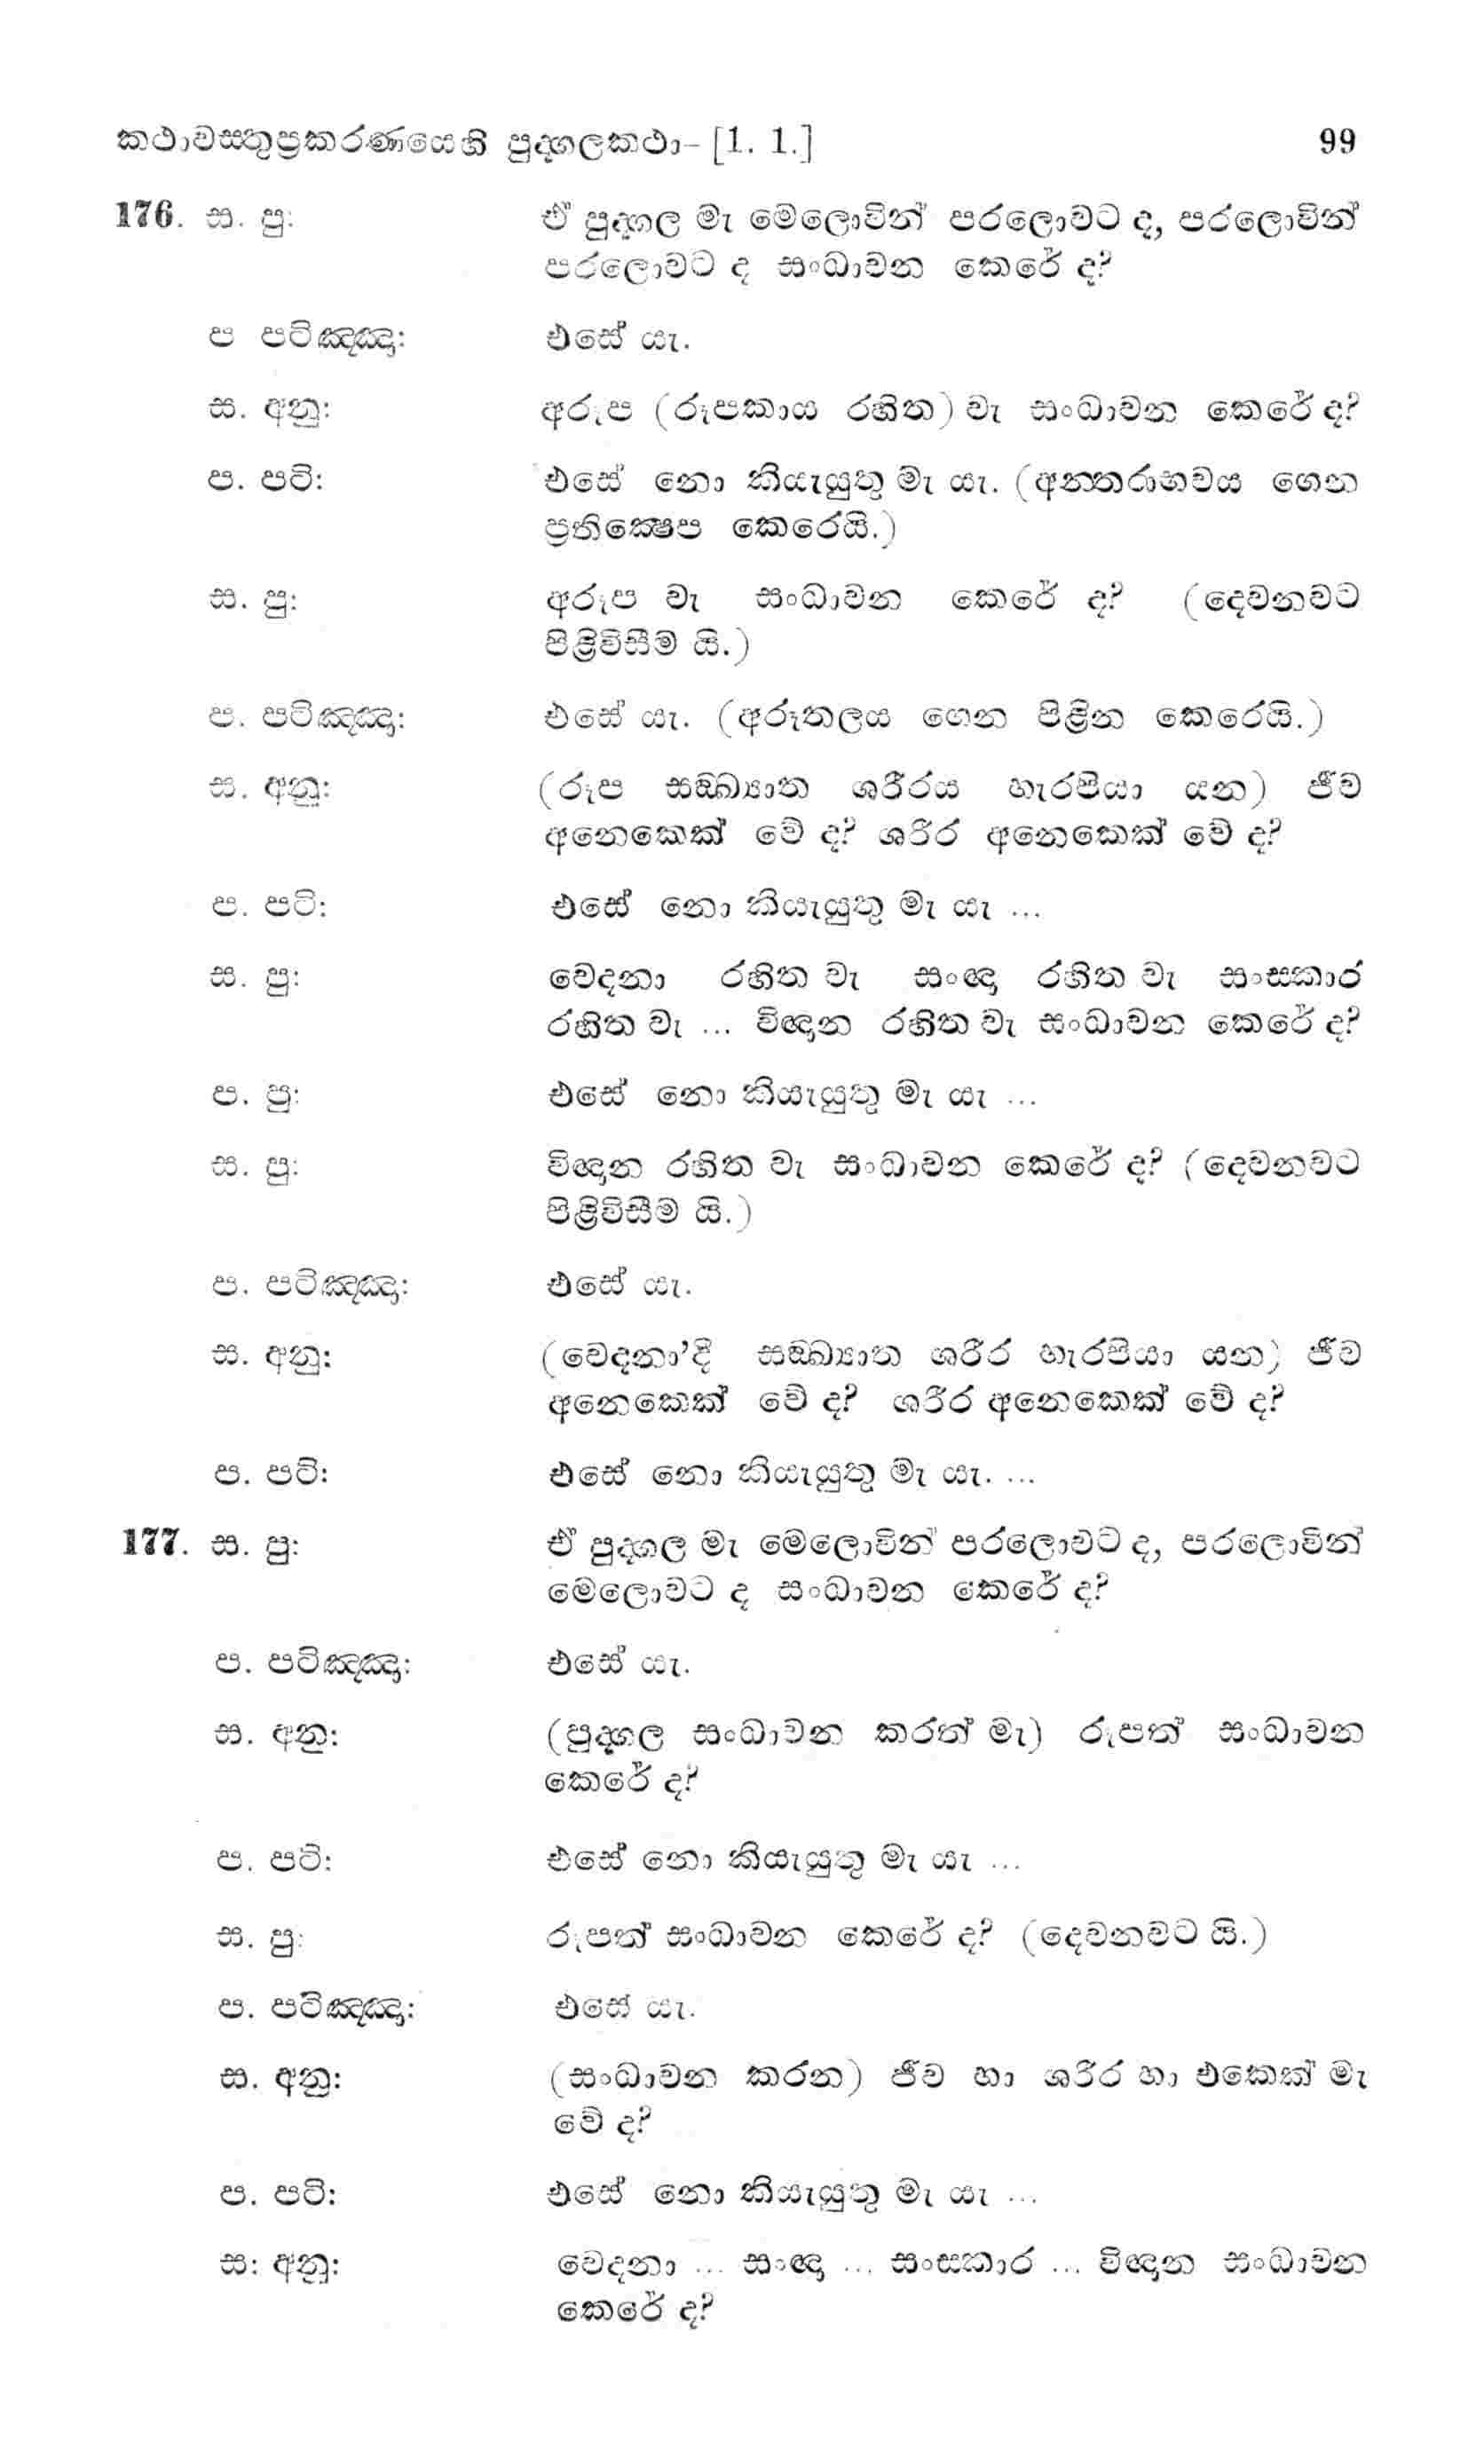 කථාවස්තුප්‍රකරණයෙහි පුද්ගලකථා- [1. 1.] 99
176. ස. පු: ඒ පුද්ගල මැ මෙලොවින් පරලොවට ද, පරලොවින්
පරලොවට ද සංධාවන කෙරේ ද?
ප පටිඤ්ඤා: එසේ යැ.
ස. අනු: අරූප (රූපකාය රහිත) වැ සංධාවන කෙරේ ද?
ප. පටි: එසේ නො කියැයුතු මැ යැ. (අන්තරාභවය ගෙන
ප්‍රතික්‍ෂෙප කෙරෙයි.)
ස. පු: අරූප වැ සංධාවන කෙරේ ද? (දෙවනවට
පිළිවිසීම් යි.)
ප. පටිඤ්ඤා: එසේ යැ. (අරූතලය ගෙන පිළින කෙරෙයි.)
ස. අනු: (රූප සඞ්ඛ්‍යාත ශරීරය හැරපියා යන) ජීව
අනෙකෙක් වේ ද? ශරීර අනෙකෙක් වේ ද?
ප. පටි: එසේ නො කියැයුතු මැ යැ ...
ස. පු: වෙදනා රහිත වැ සංඥා රහිත වැ සංස්කාර
රහිත වැ ... විඥාන රහිත වැ සංධාවන කෙරේ ද?
ප. පු: එසේ නො කියැයුතු මැ යැ ...
ස. පු: විඥාන රහිත වැ සංධාවන කෙරේ ද? (දෙවනවට
පිළිවිසීම් යි.)
ප. පටිඤ්ඤා: එසේ යැ.
ස. අනු: (වෙදනා’දී සඞ්ඛ්‍යාත ශරීර හැරපියා යන) ජීව
අනෙකෙක් වේ ද? ශරීර අනෙකෙක් වේ ද?
ප. පටි: එසේ නො කියැයුතු මැ යැ. ...
177. ස. පු: ඒ පුද්ගල මැ මෙලොවින් පරලොවට ද, පරලොවින්
මෙලොවට ද සංධාවන කෙරේ ද?
ප. පටිඤ්ඤා: එසේ යැ.
ස. අනු: (පුද්ගල සංධාවන කරත් මැ) රූපත් සංධාවන
කෙරේ ද?
ප. පටි: එසේ නො කියැයුතු මැ යැ ...
ස. පු: රූපත් සංධාවන කෙරේ ද? (දෙවනවට යි.)
ප. පටිඤ්ඤා: එසේ යැ.
ස. අනු: (සංධාවන කරන) ජීව හා ශරීර හා එකෙක් මැ
වේ ද?
ප. පටි: එසේ නො කියැයුතු මැ යැ ...
ස: අනු: වෙදනා ... සංඥා ... සංස්කාර ... විඥාන සංධාවන
කෙරේ ද?